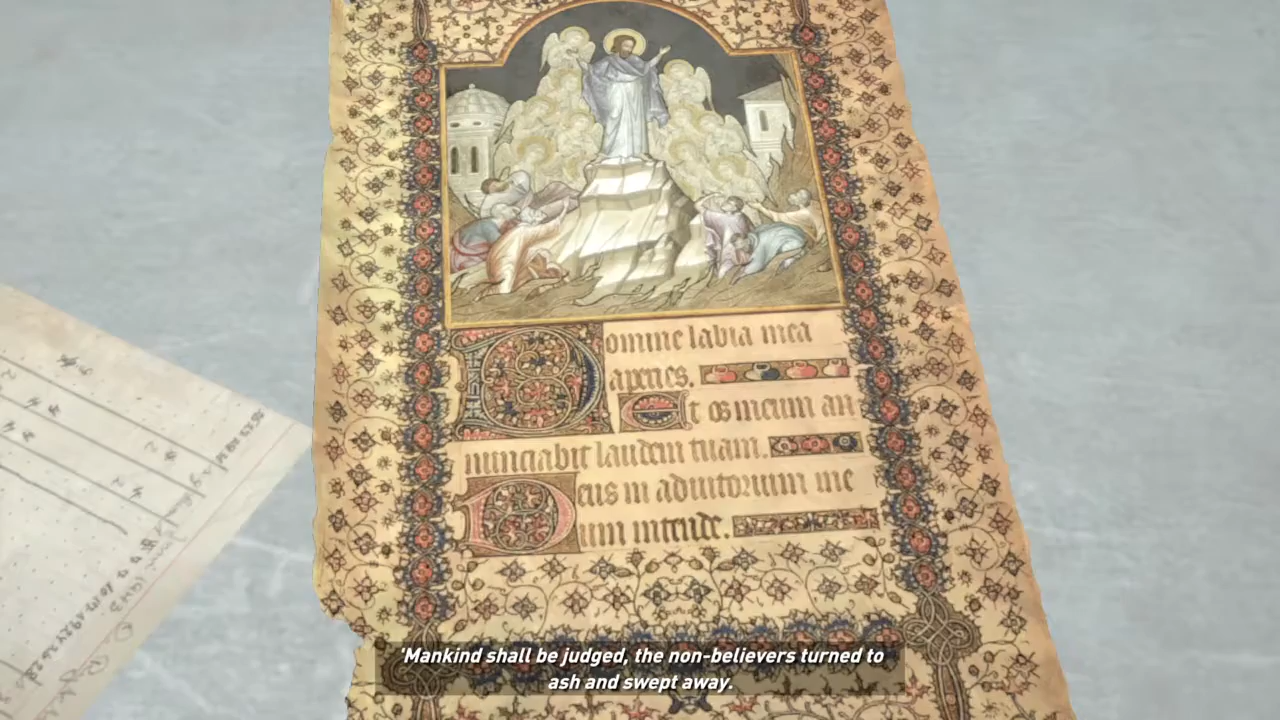 Domine labia mea
aperies.
Et os meum an
nunciabit laudem tuam.
Deus in adiutorium me
um intende.
'Mankind shall be judged, the non-believers turned to
ash and swept away.